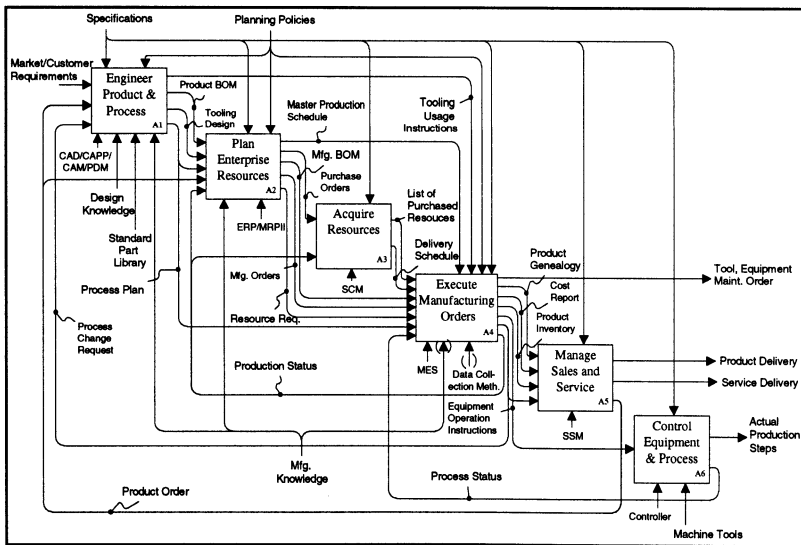 Specifications
Planning Policies
Market/Customer
Requirements
Engineer
Product &
Process
A1
Product BOM
Tooling
Design
Master Production
Schedule
Tooling
Usage
Instructions
CAD/CAPP/
CAM/PDM
Plan
Enterprise
Resources
A2
Mfg. BOM
Purchase
Orders
List of
Purchased
Resouces
Design
Knowledge
ERP/MRPII
Acquire
Resources
A3
Standard
Part
Library
Delivery
Schedule
Product
Genealogy
Cost
Report
Tool, Equipment
Maint. Order
Process Plan
Mfg. Orders
SCM
Execute
Manufacturing
Orders
A4
Product
Inventory
Resource Req.
Process
Change
Request
Production Status
MES
Data Col-
lection Meth.
Manage
Sales and
Service
A5
Product Delivery
Service Delivery
Equipment
Operation
Instructions
SSM
Control
Equipment
& Process
A6
Actual
Production
Steps
Mfg.
Knowledge
Process Status
Product Order
Controller
Machine Tools